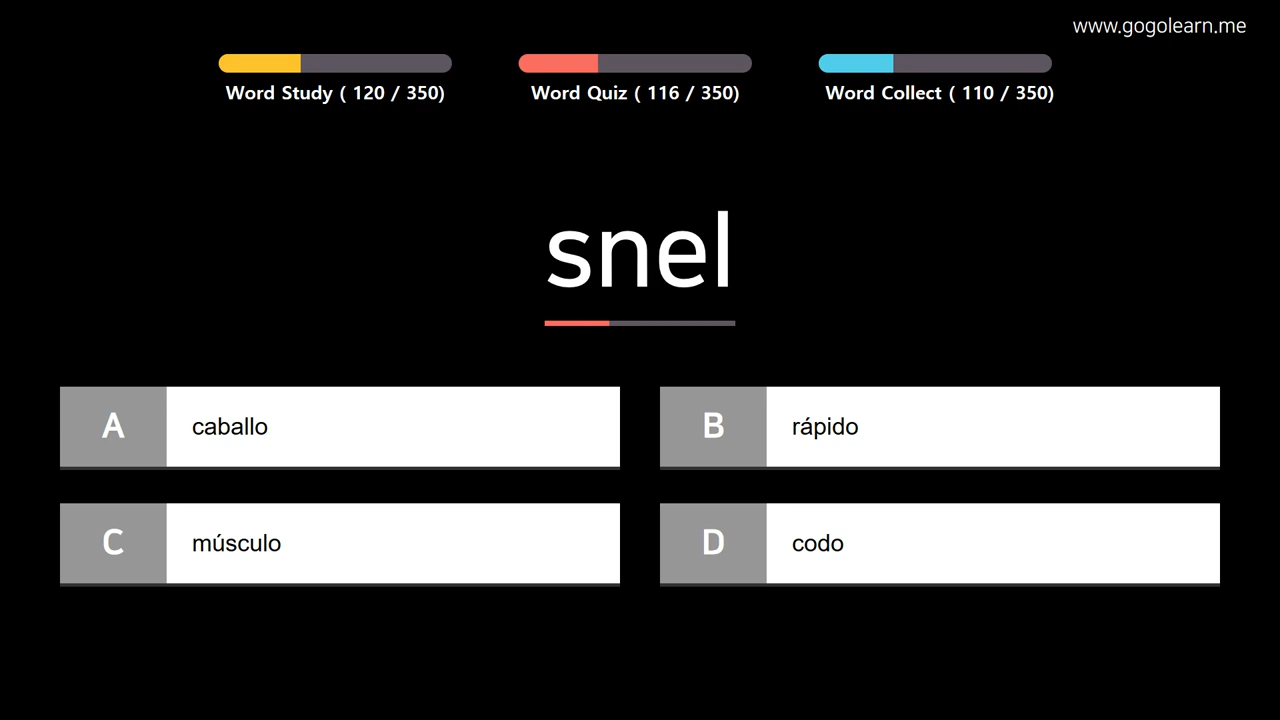 www.gogolearn.me
Word Study ( 120 / 350)
Word Quiz ( 116 / 350)
Word Collect ( 110 / 350)
snel
A
caballo
B
rápido
C
músculo
D
codo